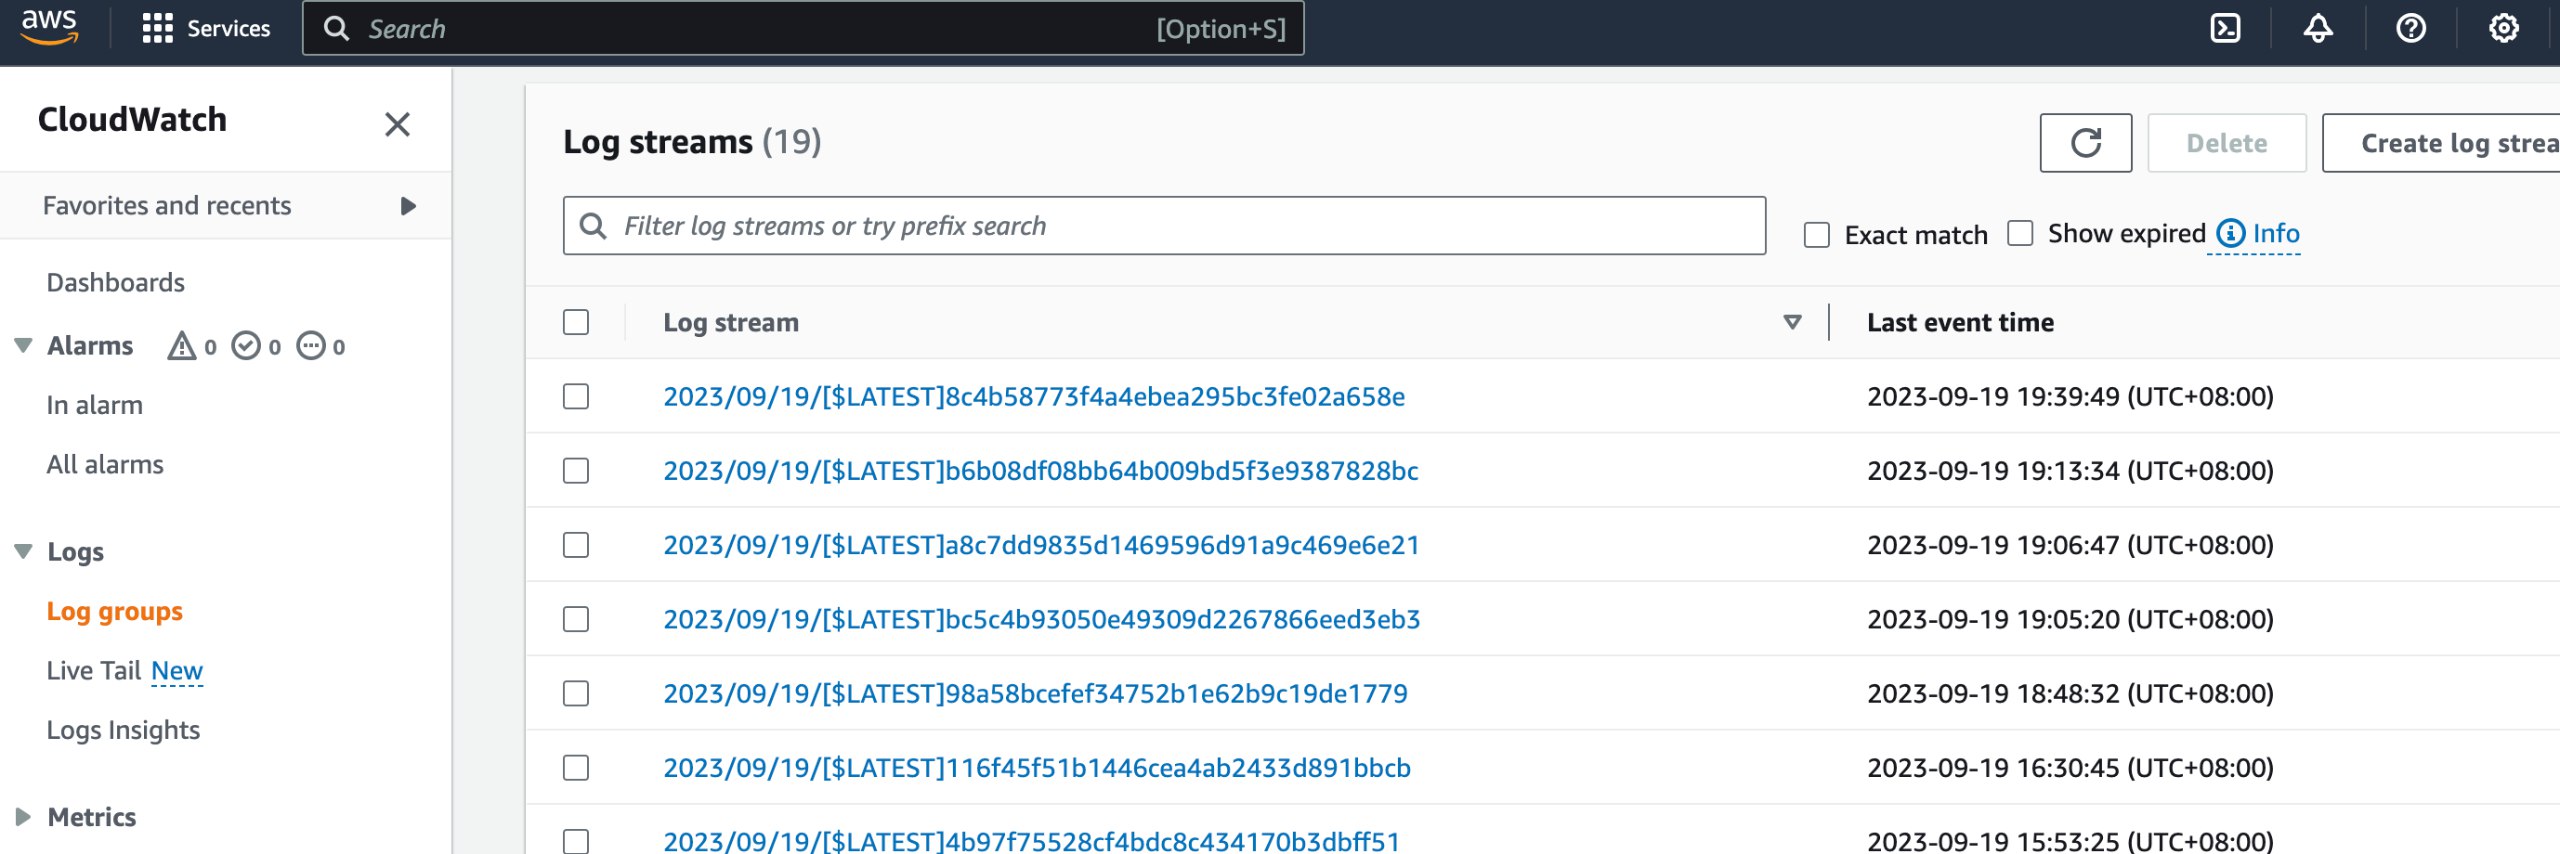 aws
Services
Search [Option+S]
CloudWatch
Favorites and recents
Dashboards
Alarms 0 0 0
In alarm
All alarms
Logs
Log groups
Live Tail New
Logs Insights
Metrics
Log streams (19)
Delete
Create log strea
Filter log streams or try prefix search
Exact match
Show expired
Info
Log stream Last event time
2023/09/19/[$LATEST]8c4b58773f4a4ebea295bc3fe02a658e 2023-09-19 19:39:49 (UTC+08:00)
2023/09/19/[$LATEST]b6b08df08bb64b009bd5f3e9387828bc 2023-09-19 19:13:34 (UTC+08:00)
2023/09/19/[$LATEST]a8c7dd9835d1469596d91a9c469e6e21 2023-09-19 19:06:47 (UTC+08:00)
2023/09/19/[$LATEST]bc5c4b93050e49309d2267866eed3eb3 2023-09-19 19:05:20 (UTC+08:00)
2023/09/19/[$LATEST]98a58bcefef34752b1e62b9c19de1779 2023-09-19 18:48:32 (UTC+08:00)
2023/09/19/[$LATEST]116f45f51b1446cea4ab2433d891bbcb 2023-09-19 16:30:45 (UTC+08:00)
2023/09/19/[$LATEST]4b97f75528cf4bdc8c434170b3dbff51 2023-09-19 15:53:25 (UTC+08:00)